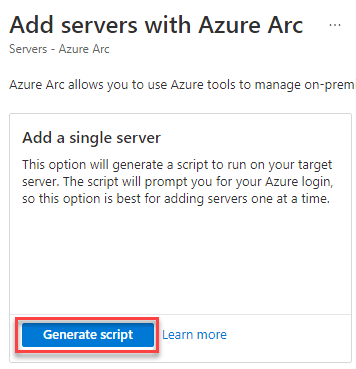 Add servers with Azure Arc ...
Servers - Azure Arc
Azure Arc allows you to use Azure tools to manage on-prem
Add a single server
This option will generate a script to run on your target
server. The script will prompt you for your Azure login,
so this option is best for adding servers one at a time.
Generate script Learn more